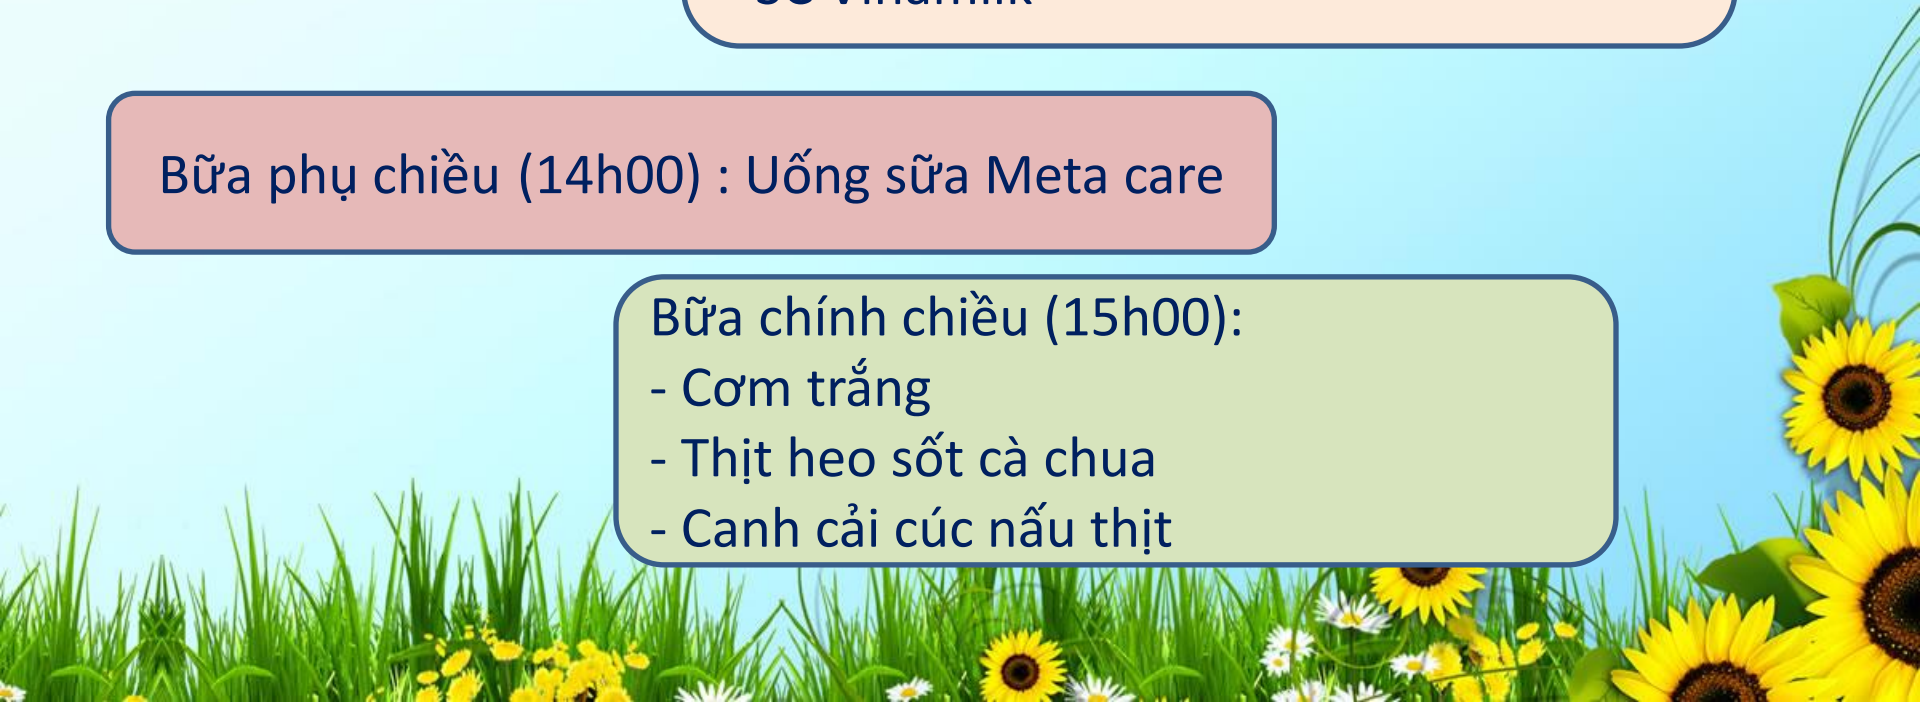 Vinamilk
Bữa phụ chiều (14h00) : Uống sữa Meta care
Bữa chính chiều (15h00):
- Cơm trắng
- Thịt heo sốt cà chua
- Canh cải cúc nấu thịt